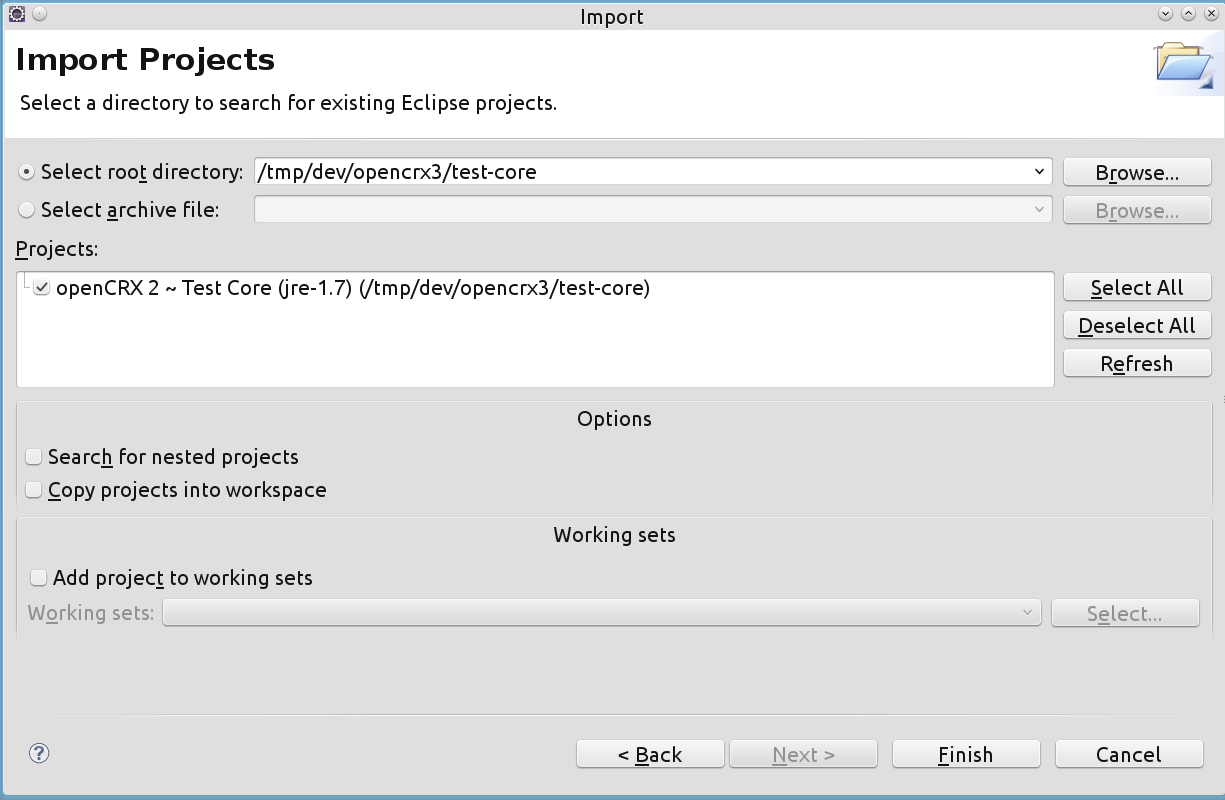 Import
Import Projects
Select a directory to search for existing Eclipse projects.
Select root directory: /tmp/dev/opencrx3/test-core Browse...
Select archive file: Browse...
Projects:
openCRX 2 ~ Test Core (jre-1.7) (/tmp/dev/opencrx3/test-core)
Select All
Deselect All
Refresh
Options
Search for nested projects
Copy projects into workspace
Working sets
Add project to working sets
Working sets: Select...
? < Back Next > Finish Cancel